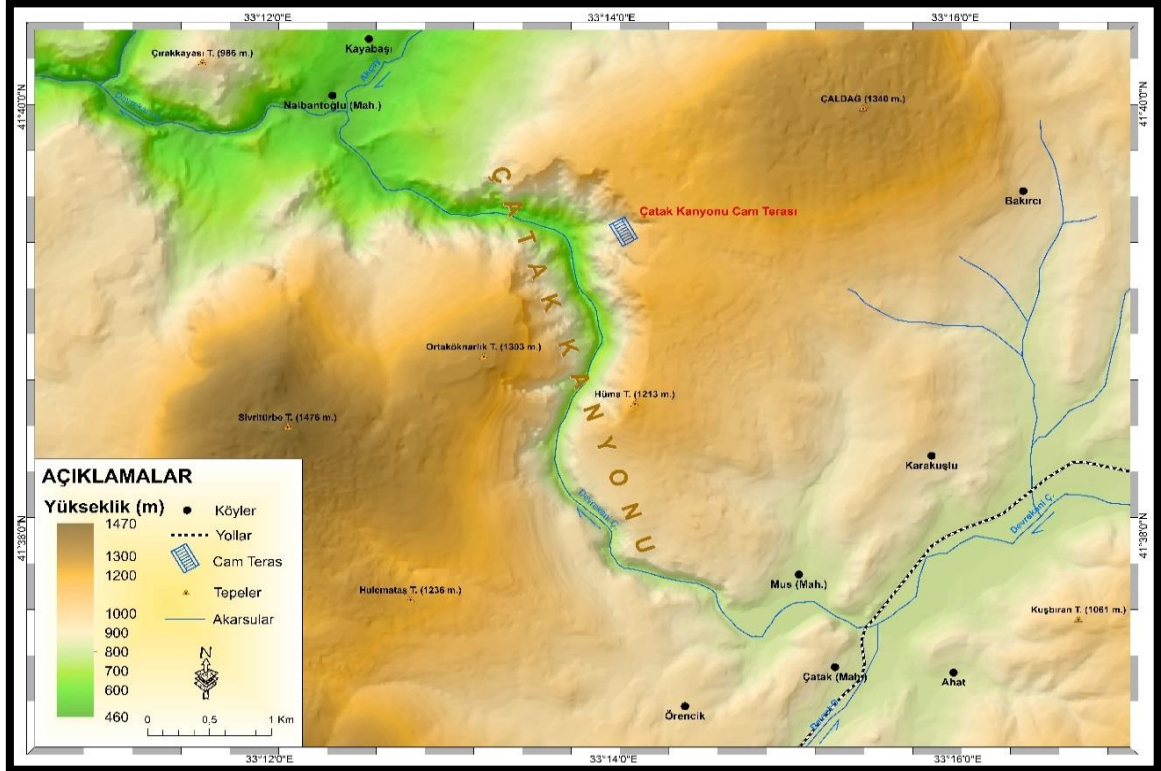 33°12'0"E
33°14'0"E
33°16'0"E
Kayabaşı
Çırakkayası T. (986 m.)
Akçay
ÇALDAĞ (1340 m.)
Nalbantoğlu (Mah.)
41°40'0"N
41°40'0"N
Bakırcı
Çatak Kanyonu Cam Terası
ÇATAK KANYONU
Ortaköknarlık T. (1303 m.)
Hüma T. (1213 m.)
Sivritürbe T. (1476 m.)
Karakuşlu
Devrekani Ç.
Devrekani Ç.
41°38'0"N
41°38'0"N
Mus (Mah.)
Hulemataş T. (1236 m.)
Kuşbıran T. (1061 m.)
Çatak (Mah.)
Ahat
Örencik
AÇIKLAMALAR
Yükseklik (m)
1470
1300
1200
1000
900
800
700
600
460
Köyler
Yollar
Cam Teras
Tepeler
Akarsular
N
0 0,5 1 Km
33°12'0"E
33°14'0"E
33°16'0"E